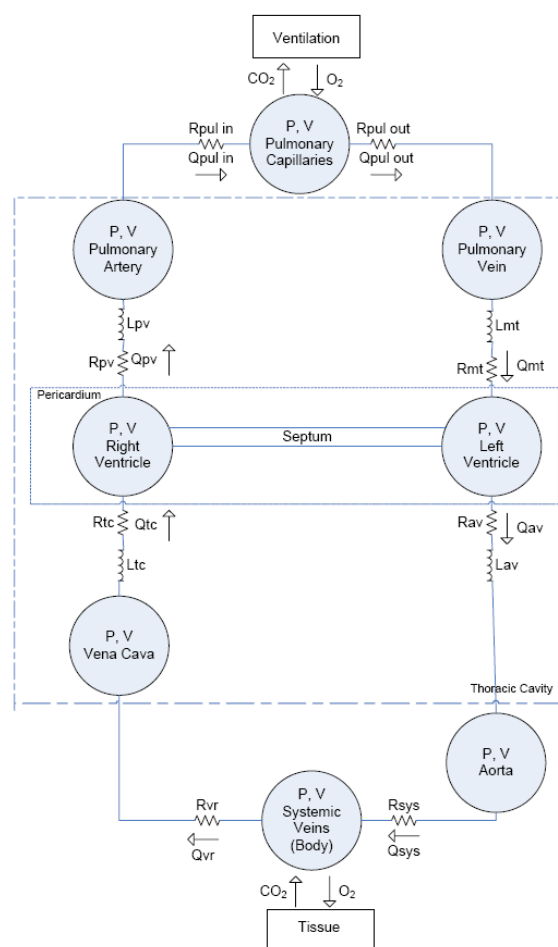 Ventilation
CO2
O2
Rpul in
P, V
Rpul out
Pulmonary
Qpul in
Capillaries
Qpul out
P, V
Pulmonary
Artery
P, V
Pulmonary
Vein
Lpv
Lmt
Rpv
Qpv
Rmt
Qmt
Pericardium
P, V
Right
Ventricle
Septum
P, V
Left
Ventricle
Rtc
Qtc
Rav
Qav
Ltc
Lav
P, V
Vena Cava
Thoracic Cavity
P, V
Aorta
Rvr
P, V
Systemic
Veins
(Body)
Rsys
Qvr
Qsys
CO2
O2
Tissue